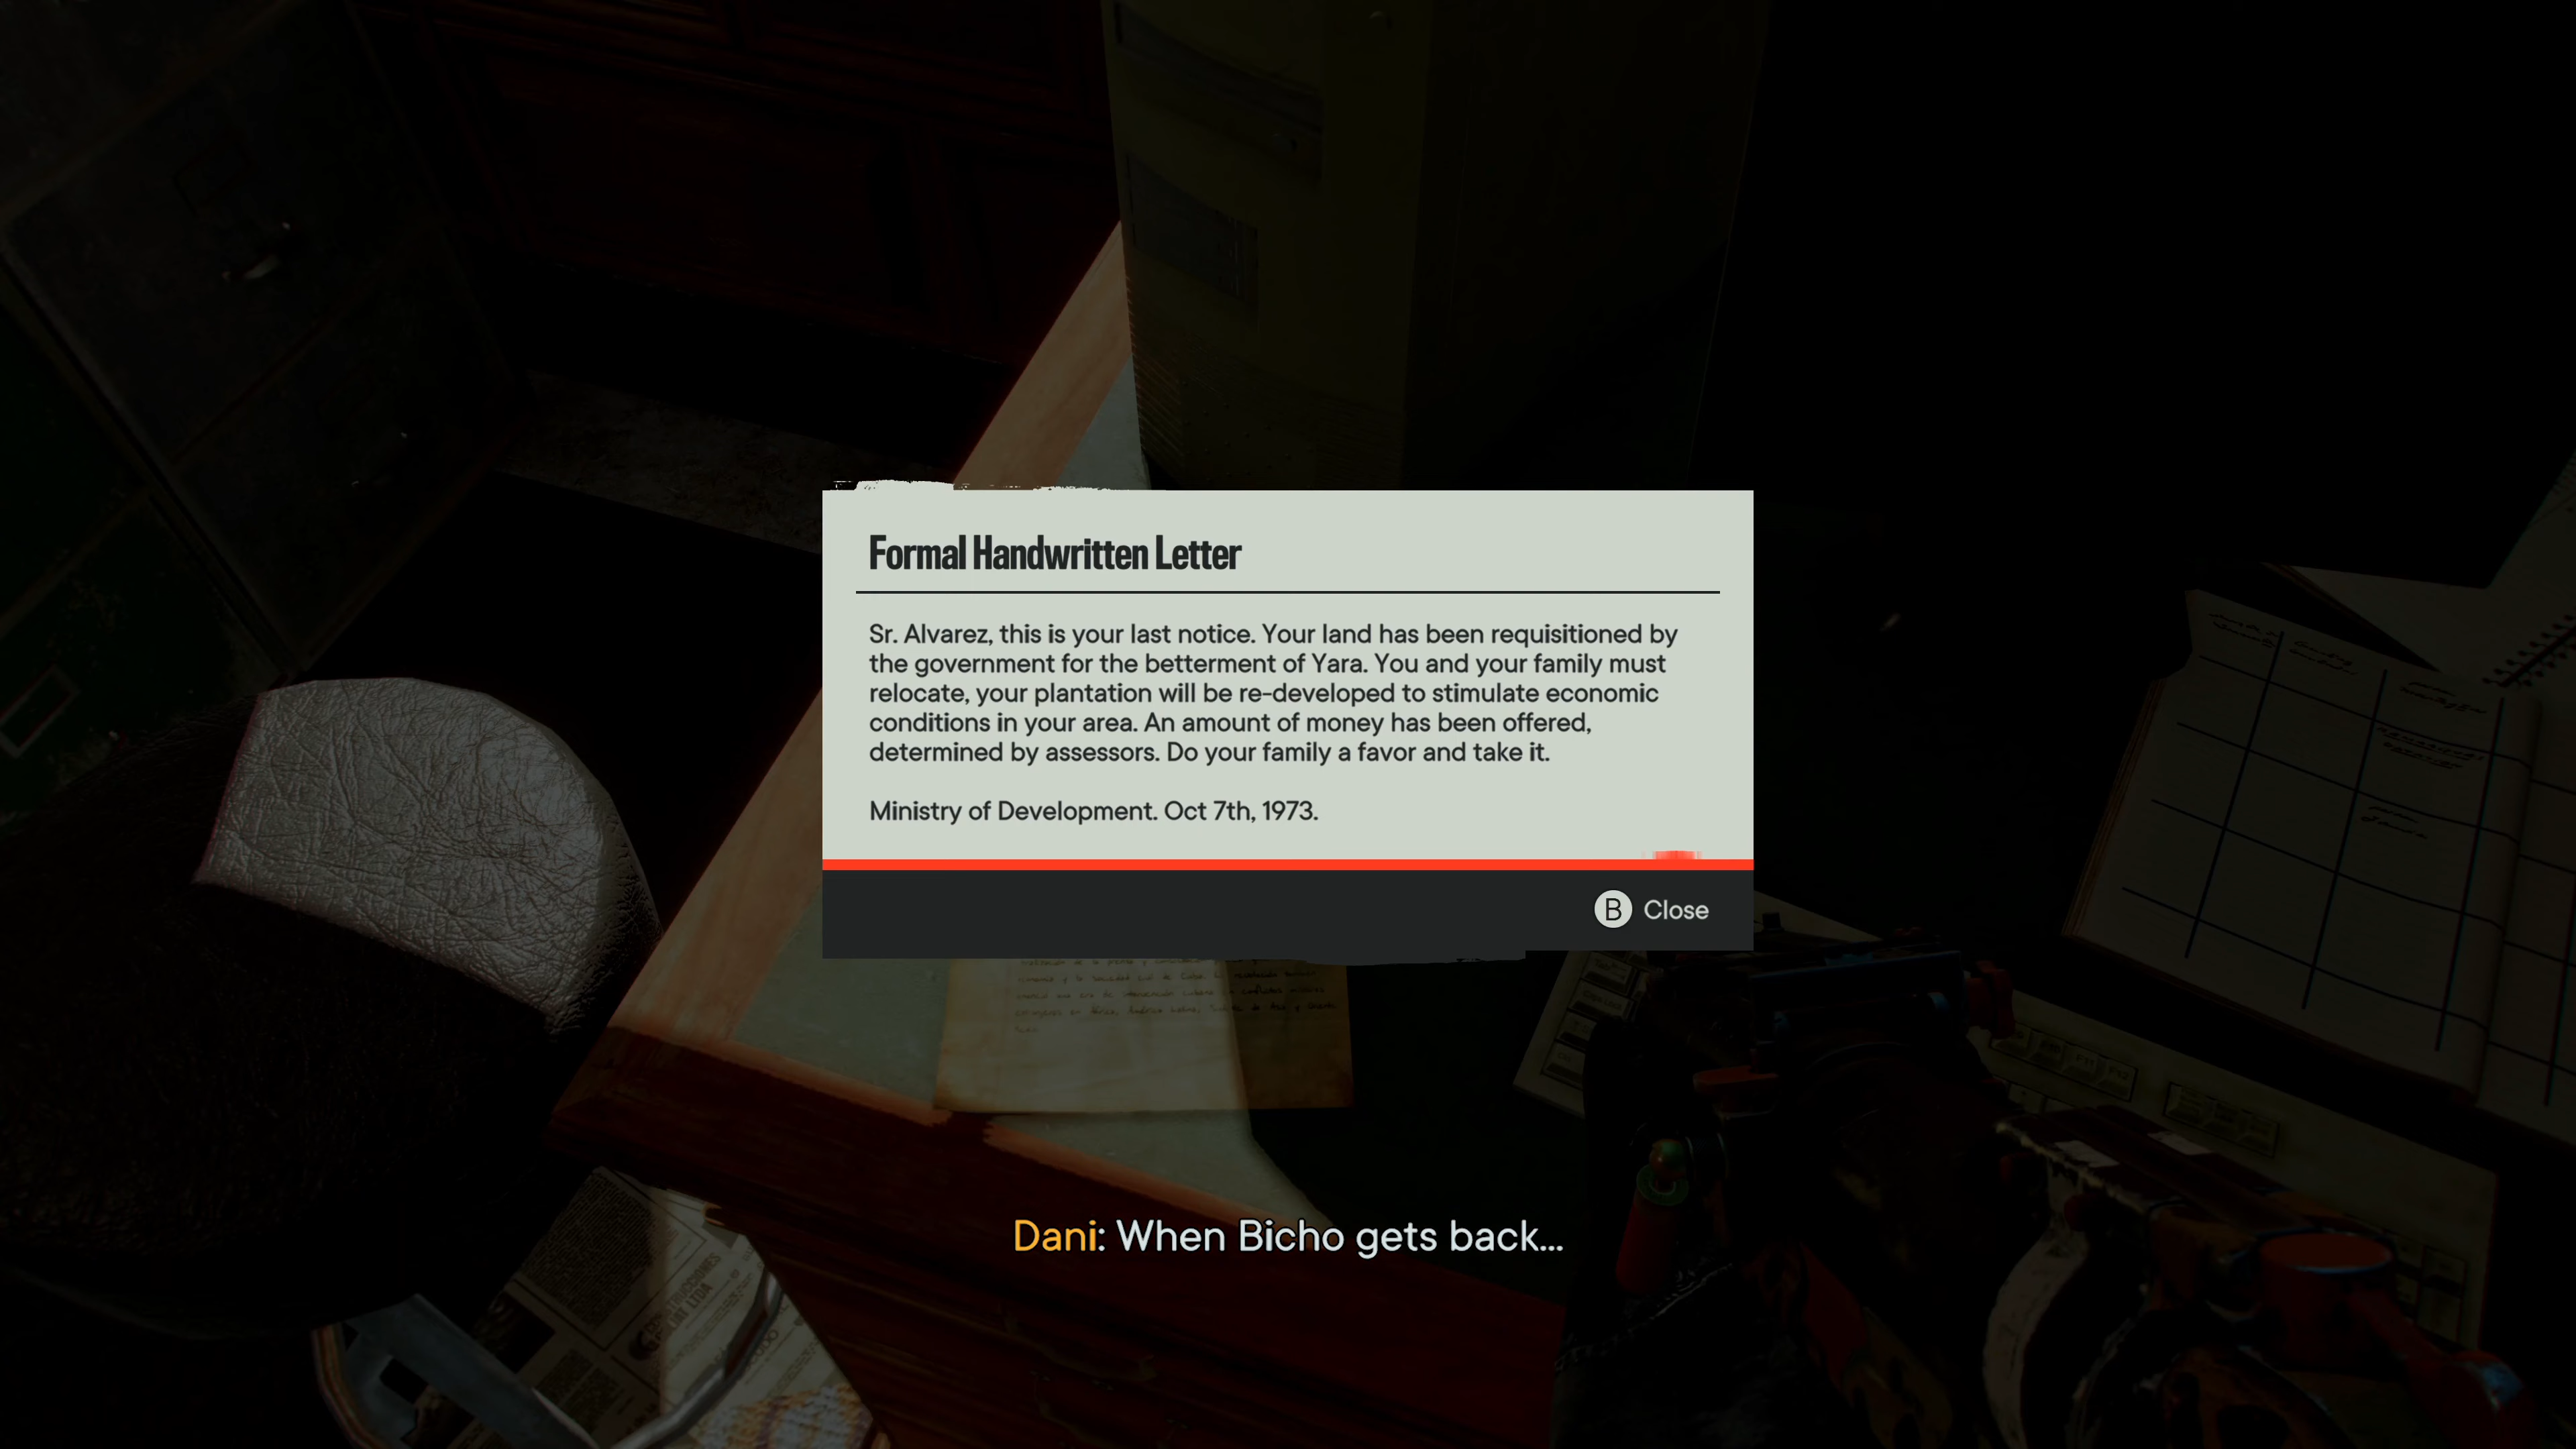 Formal Handwritten Letter
Sr. Alvarez, this is your last notice. Your land has been requisitioned by
the government for the betterment of Yara. You and your family must
relocate, your plantation will be re-developed to stimulate economic
conditions in your area. An amount of money has been offered,
determined by assessors. Do your family a favor and take it.
Ministry of Development. Oct 7th, 1973.
B Close
Dani: When Bicho gets back...